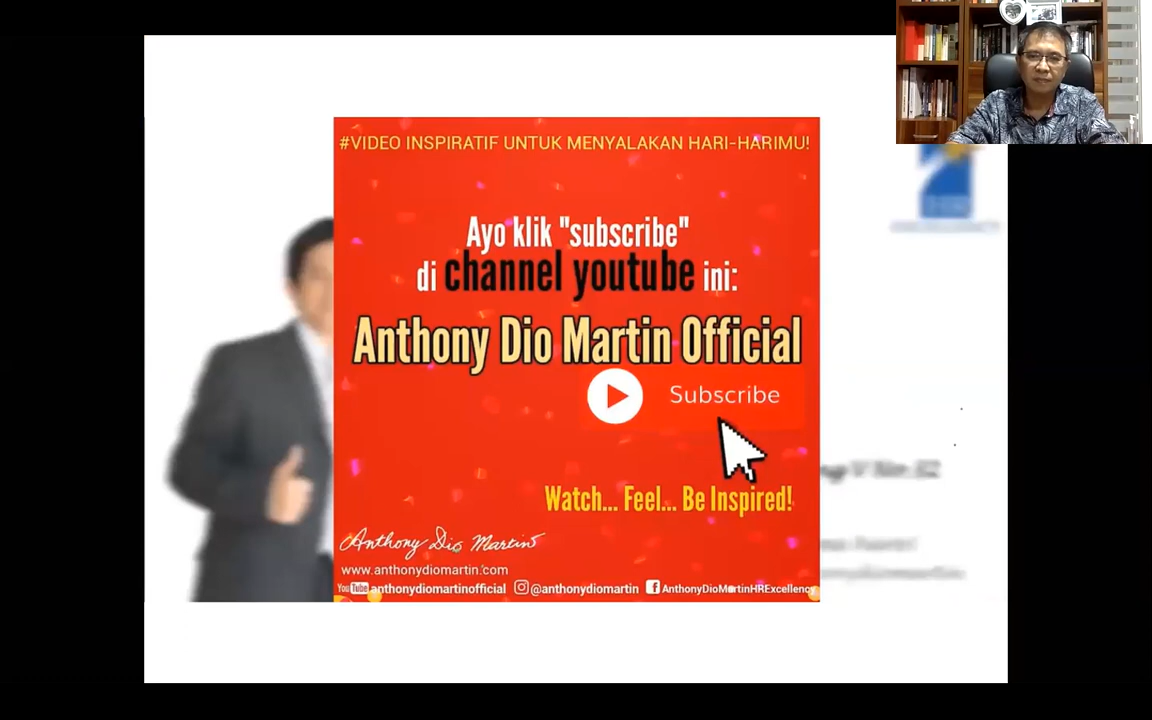 #VIDEO INSPIRATIF UNTUK MENYALAKAN HARI-HARIMU!
Ayo klik "subscribe"
di channel youtube ini:
Anthony Dio Martin Official
Subscribe
Watch... Feel... Be Inspired!
Anthony Dio Martin
www.anthonydiomartin.com
YouTube anthonydiomartinofficial @anthonydiomartin f AnthonyDioMartinHRExcellency